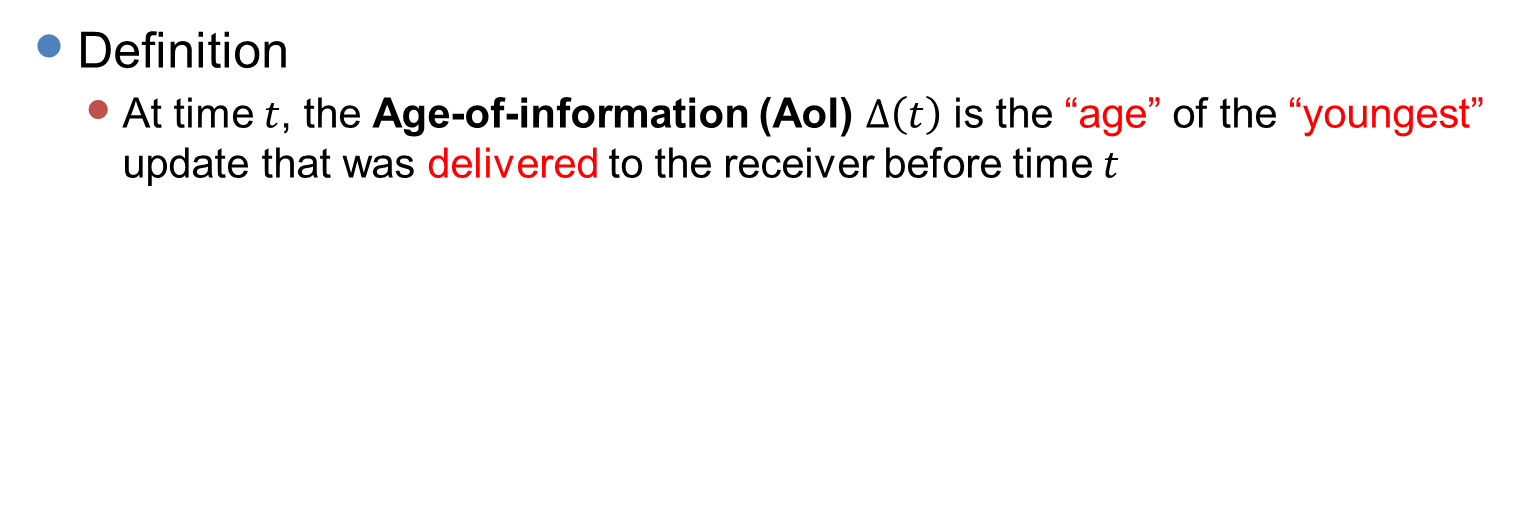 Definition
At time 𝑡, the Age-of-information (AoI) Δ(𝑡) is the “age” of the “youngest”
update that was delivered to the receiver before time 𝑡